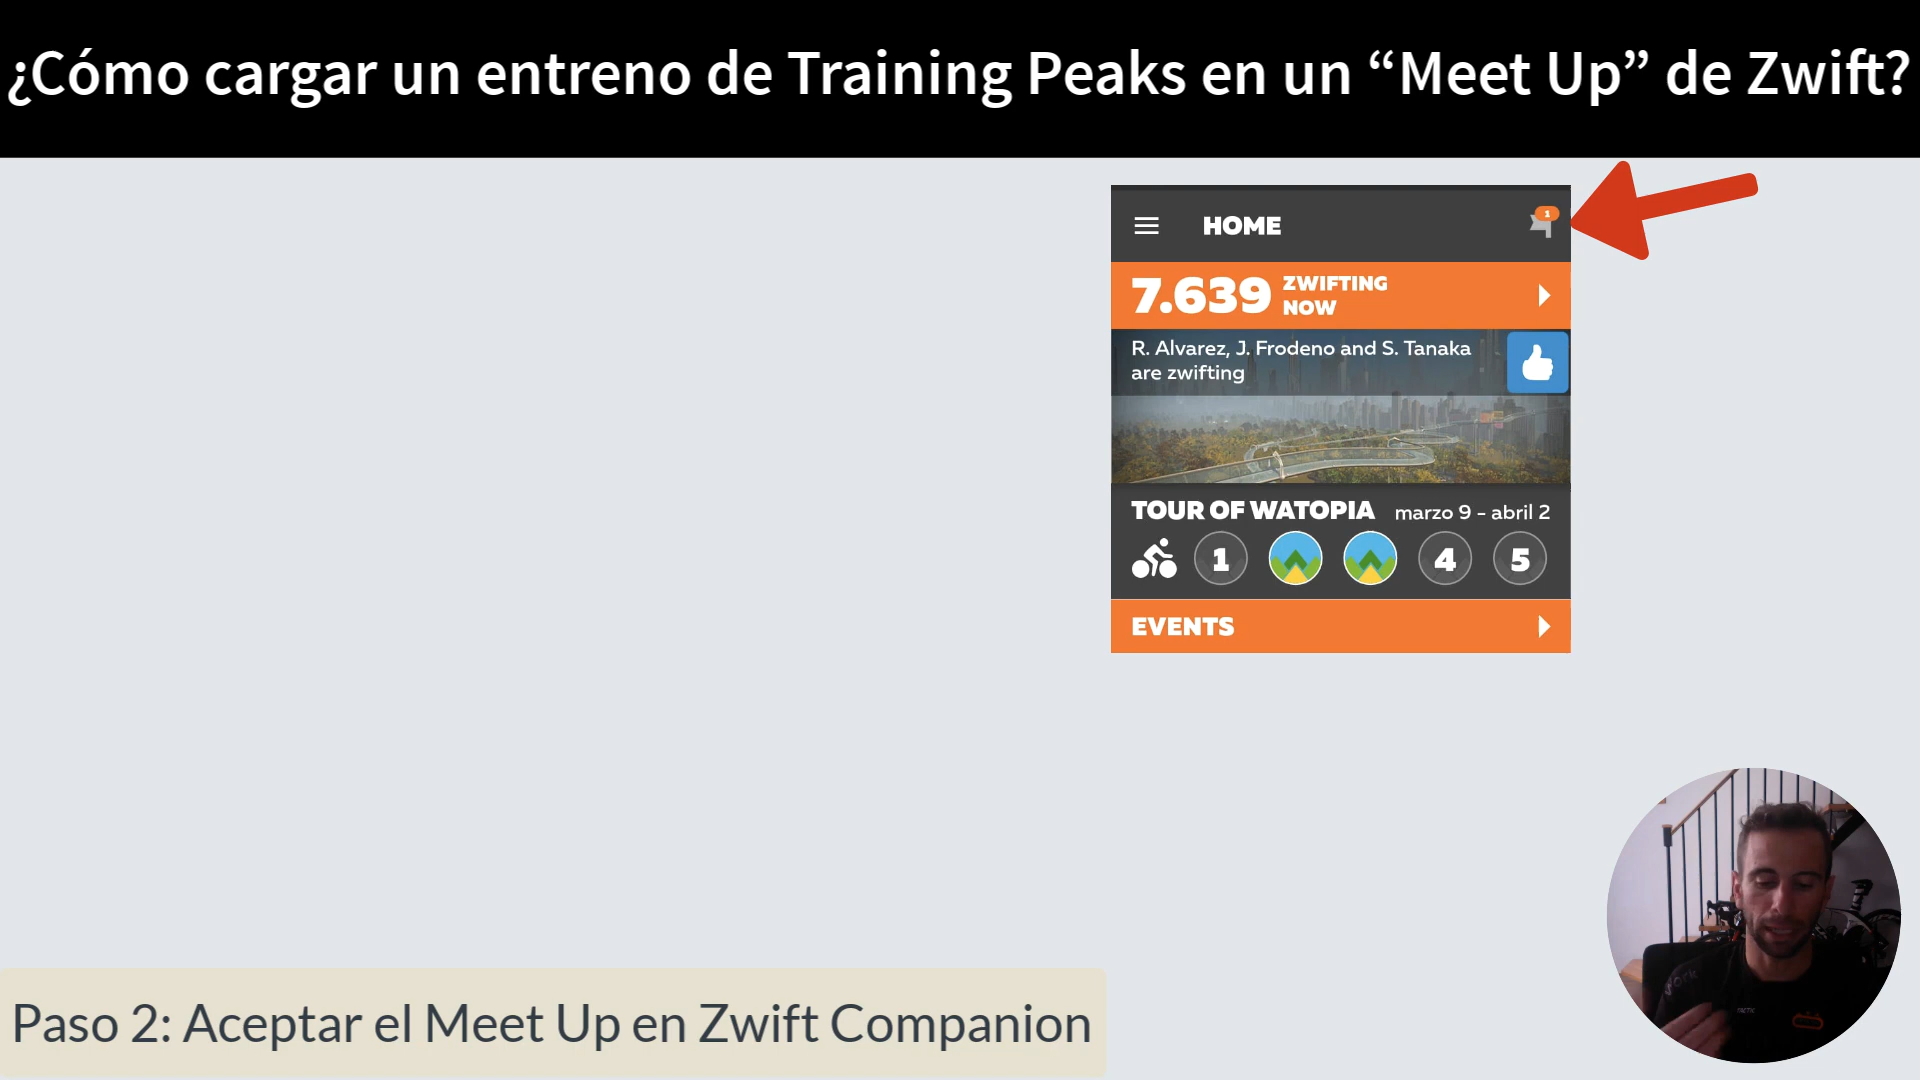 ¿Cómo cargar un entreno de Training Peaks en un “Meet Up” de Zwift?
HOME
1
7.639 ZWIFTING
NOW
R. Alvarez, J. Frodeno and S. Tanaka
are zwifting
TOUR OF WATOPIA marzo 9 - abril 2
1 4 5
EVENTS
Paso 2: Aceptar el Meet Up en Zwift Companion